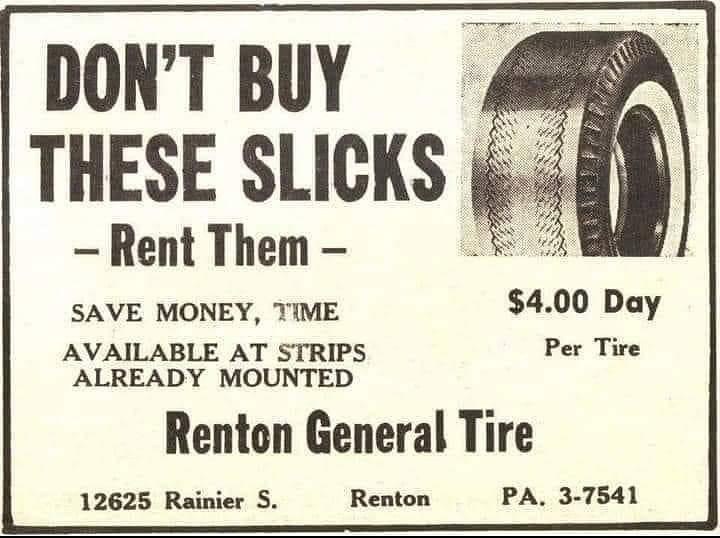 DON'T BUY
THESE SLICKS
– Rent Them –
SAVE MONEY, TIME
AVAILABLE AT STRIPS
ALREADY MOUNTED
$4.00 Day
Per Tire
Renton General Tire
12625 Rainier S. Renton PA. 3-7541